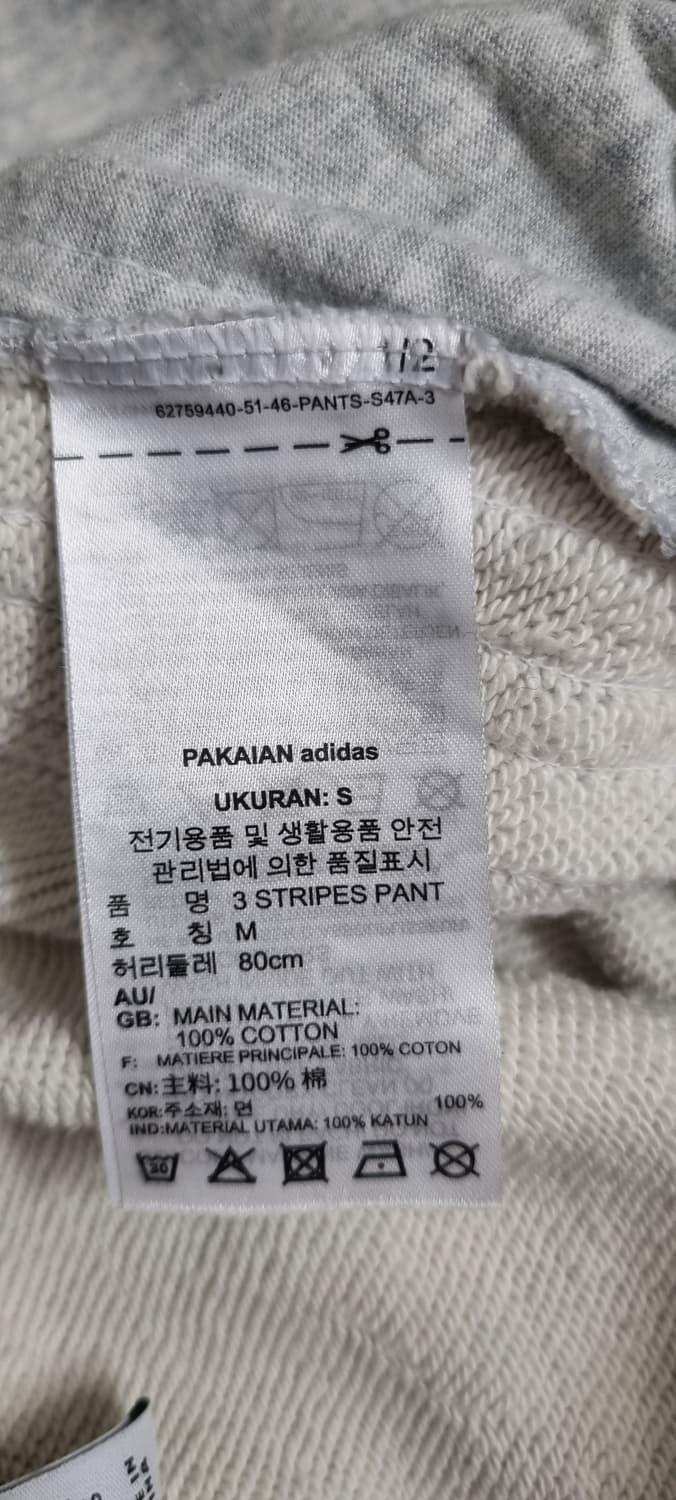 1/2
62759440-51-46-PANTS-S47A-3
PAKAIAN adidas
UKURAN: S
전기용품 및 생활용품 안전
관리법에 의한 품질표시
품 명 3 STRIPES PANT
호 칭 M
허리둘레 80cm
AU/
GB: MAIN MATERIAL:
100% COTTON
F: MATIERE PRINCIPALE: 100% COTON
CN: 主料: 100% 棉
KOR:주소재: 면 100%
IND:MATERIAL UTAMA: 100% KATUN
30